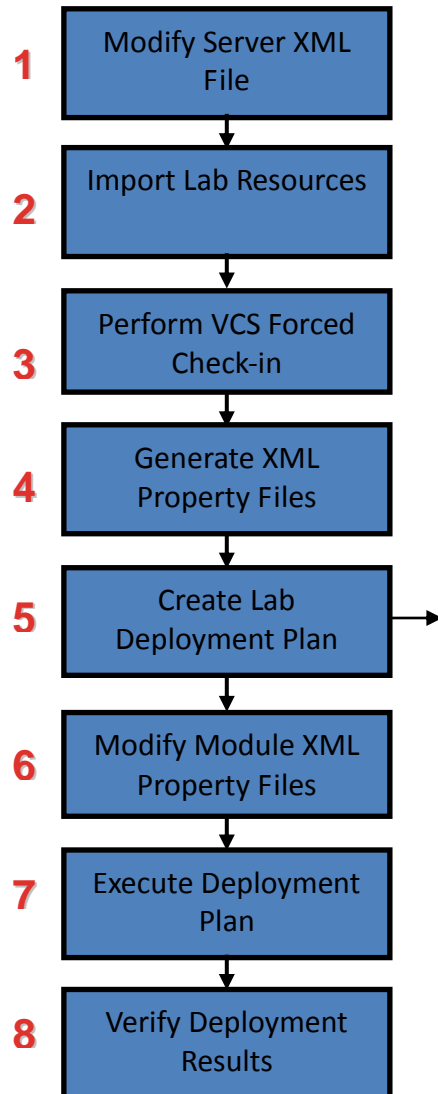 1
Modify Server XML
File
2
Import Lab Resources
3
Perform VCS Forced
Check-in
4
Generate XML
Property Files
5
Create Lab
Deployment Plan
6
Modify Module XML
Property Files
7
Execute Deployment
Plan
8
Verify Deployment
Results